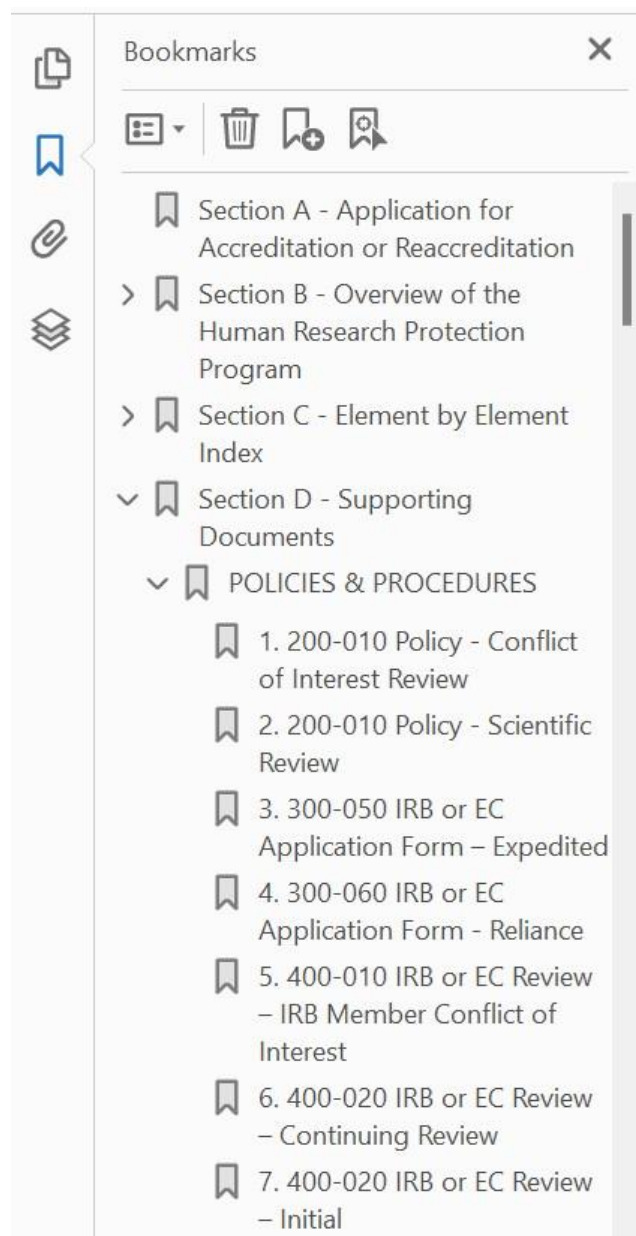 Bookmarks
Section A - Application for
Accreditation or Reaccreditation
Section B - Overview of the
Human Research Protection
Program
Section C - Element by Element
Index
Section D - Supporting
Documents
POLICIES & PROCEDURES
1. 200-010 Policy - Conflict
of Interest Review
2. 200-010 Policy - Scientific
Review
3. 300-050 IRB or EC
Application Form – Expedited
4. 300-060 IRB or EC
Application Form - Reliance
5. 400-010 IRB or EC Review
– IRB Member Conflict of
Interest
6. 400-020 IRB or EC Review
– Continuing Review
7. 400-020 IRB or EC Review
– Initial